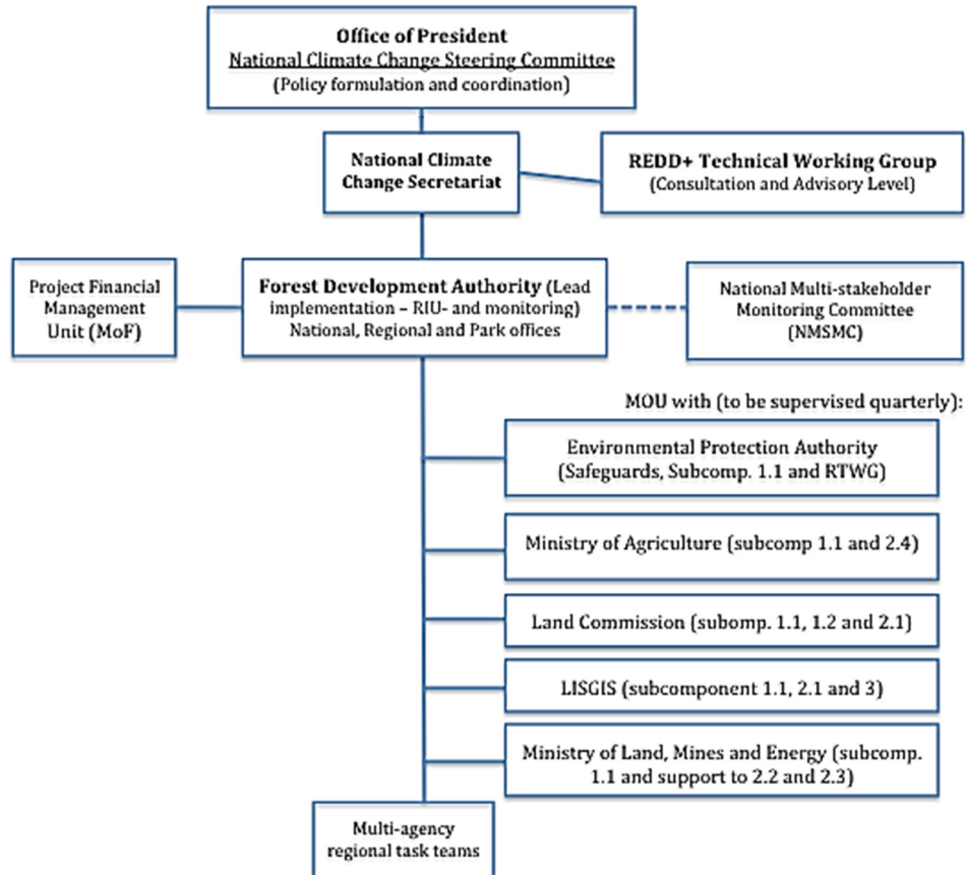 Office of President
National Climate Change Steering Committee
(Policy formulation and coordination)
National Climate
Change Secretariat
REDD+ Technical Working Group
(Consultation and Advisory Level)
Project Financial
Management
Unit (MoF)
Forest Development Authority (Lead
implementation – RIU- and monitoring)
National, Regional and Park offices
National Multi-stakeholder
Monitoring Committee
(NMSMC)
MOU with (to be supervised quarterly):
Environmental Protection Authority
(Safeguards, Subcomp. 1.1 and RTWG)
Ministry of Agriculture (subcomp 1.1 and 2.4)
Land Commission (subomp. 1.1, 1.2 and 2.1)
LISGIS (subcomponent 1.1, 2.1 and 3)
Ministry of Land, Mines and Energy (subcomp.
1.1 and support to 2.2 and 2.3)
Multi-agency
regional task teams